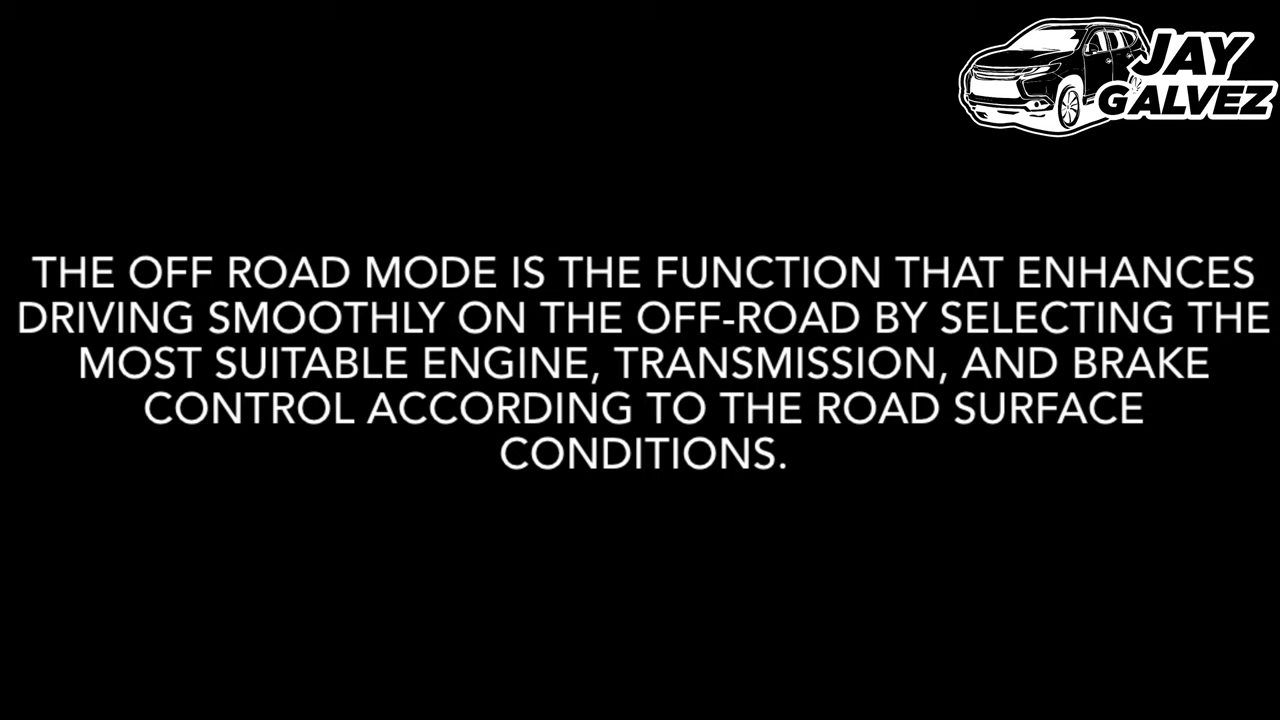 JAY
GALVEZ
THE OFF ROAD MODE IS THE FUNCTION THAT ENHANCES
DRIVING SMOOTHLY ON THE OFF-ROAD BY SELECTING THE
MOST SUITABLE ENGINE, TRANSMISSION, AND BRAKE
CONTROL ACCORDING TO THE ROAD SURFACE
CONDITIONS.